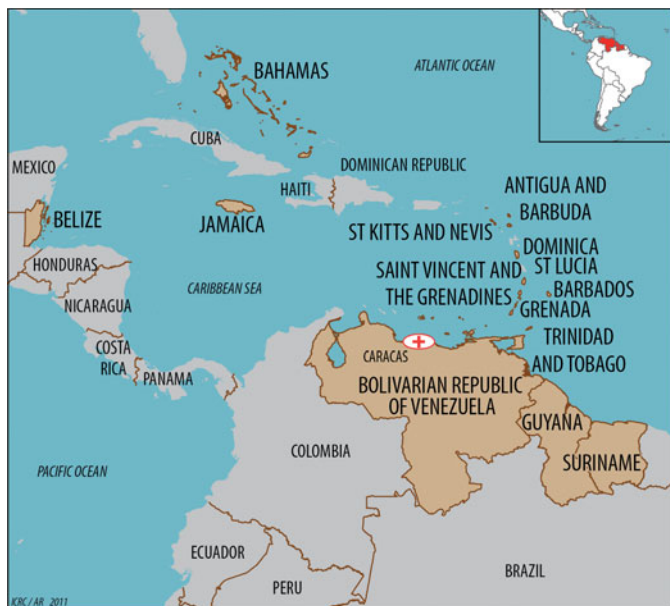 BAHAMAS
ATLANTIC OCEAN
CUBA
MEXICO
DOMINICAN REPUBLIC
HAITI
ANTIGUA AND
BARBUDA
BELIZE
JAMAICA
ST KITTS AND NEVIS
HONDURAS
DOMINICA
ST LUCIA
SAINT VINCENT AND
THE GRENADINES
CARIBBEAN SEA
BARBADOS
NICARAGUA
GRENADA
COSTA
RICA
PANAMA
CARACAS
TRINIDAD
AND TOBAGO
BOLIVARIAN REPUBLIC
OF VENEZUELA
GUYANA
COLOMBIA
SURINAME
PACIFIC OCEAN
ECUADOR
PERU
BRAZIL
ICRC / AR 2011